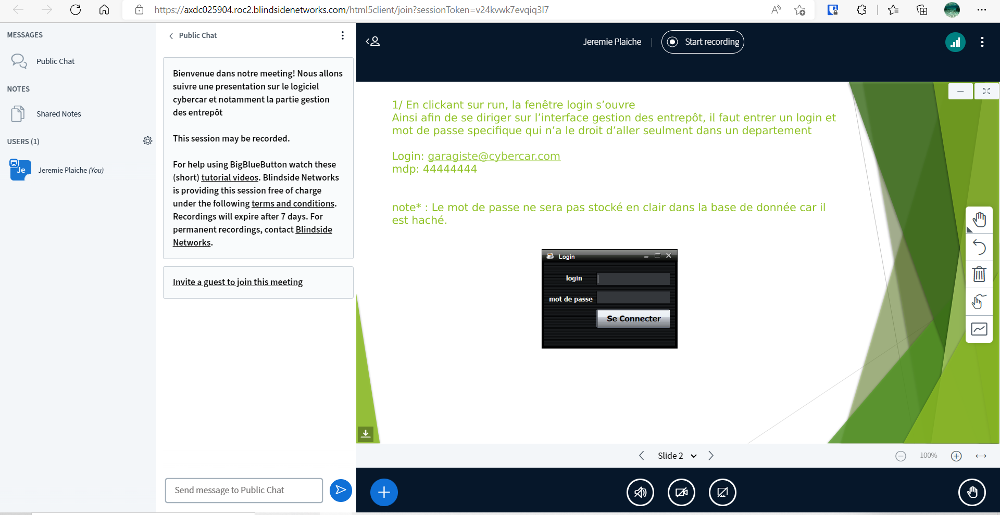 https://axdc025904.roc2.blindsidenetworks.com/html5client/join?sessionToken=v24kvwk7evqiq3l7
MESSAGES
Public Chat
NOTES
Shared Notes
USERS (1)
Je
Jeremie Plaiche (You)
Public Chat
Bienvenue dans notre meeting! Nous allons
suivre une presentation sur le logiciel
cybercar et notamment la partie gestion
des entrepôt
This session may be recorded.
For help using BigBlueButton watch these
(short) tutorial videos. Blindside Networks
is providing this session free of charge
under the following terms and conditions.
Recordings will expire after 7 days. For
permanent recordings, contact Blindside
Networks.
Invite a guest to join this meeting
Send message to Public Chat
Jeremie Plaiche
Start recording
1/ En clickant sur run, la fenêtre login s’ouvre
Ainsi afin de se diriger sur l’interface gestion des entrepôt, il faut entrer un login et
mot de passe specifique qui n’a le droit d’aller seulment dans un departement
Login: garagiste@cybercar.com
mdp: 44444444
note* : Le mot de passe ne sera pas stocké en clair dans la base de donnée car il
est haché.
Login
login
mot de passe
Se Connecter
Slide 2
100%